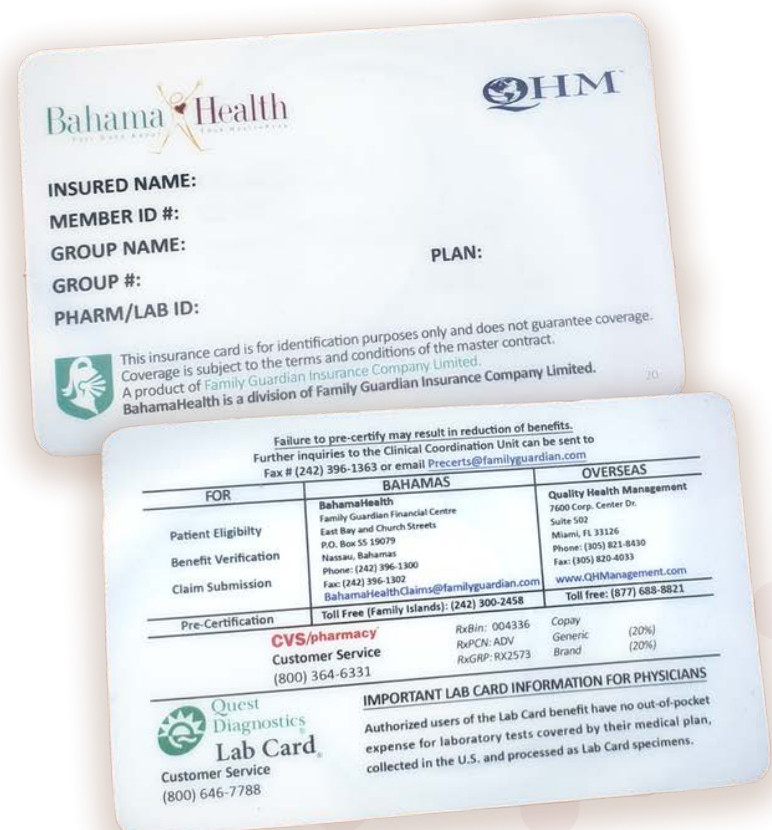 Bahama Health
QHM
INSURED NAME:
MEMBER ID #:
GROUP NAME:
PLAN:
GROUP #:
PHARM/LAB ID:
This insurance card is for identification purposes only and does not guarantee coverage.
Coverage is subject to the terms and conditions of the master contract.
A product of Family Guardian Insurance Company Limited.
BahamaHealth is a division of Family Guardian Insurance Company Limited.
20
Failure to pre-certify may result in reduction of benefits.
Further inquiries to the Clinical Coordination Unit can be sent to
Fax # (242) 396-1363 or email Precerts@familyguardian.com
FOR
BAHAMAS
OVERSEAS
Patient Eligibilty
Benefit Verification
Claim Submission
BahamaHealth
Family Guardian Financial Centre
East Bay and Church Streets
P.O. Box SS 19079
Nassau, Bahamas
Phone: (242) 396-1300
Fax: (242) 396-1302
BahamaHealthClaims@familyguardian.com
Quality Health Management
7600 Corp. Center Dr.
Suite 502
Miami, FL 33126
Phone: (305) 821-8430
Fax: (305) 820-4033
www.QHManagement.com
Pre-Certification
Toll Free (Family Islands): (242) 300-2458
Toll free: (877) 688-8821
CVS/pharmacy
Customer Service
(800) 364-6331
RxBin: 004336
RxPCN: ADV
RxGRP: RX2573
Copay
Generic (20%)
Brand (20%)
Quest
Diagnostics
Lab Card
Customer Service
(800) 646-7788
IMPORTANT LAB CARD INFORMATION FOR PHYSICIANS
Authorized users of the Lab Card benefit have no out-of-pocket
expense for laboratory tests covered by their medical plan,
collected in the U.S. and processed as Lab Card specimens.